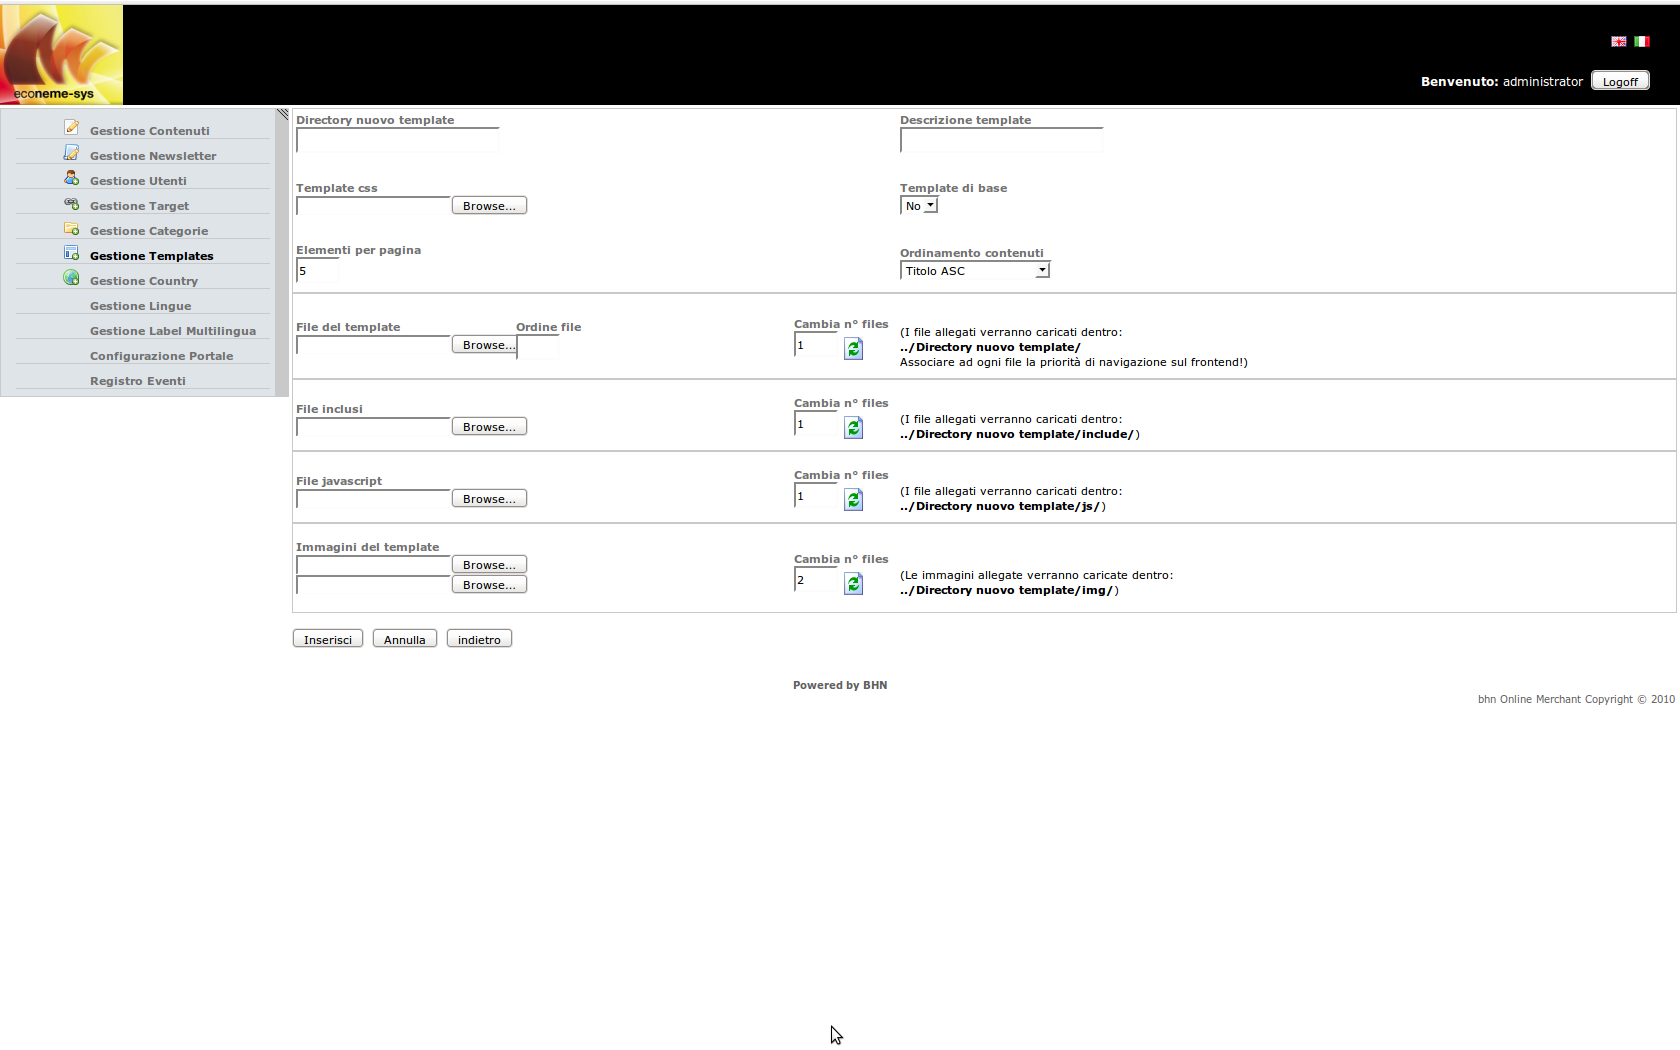 econeme-sys
Benvenuto: administrator Logoff
Gestione Contenuti
Gestione Newsletter
Gestione Utenti
Gestione Target
Gestione Categorie
Gestione Templates
Gestione Country
Gestione Lingue
Gestione Label Multilingua
Configurazione Portale
Registro Eventi
Directory nuovo template
Descrizione template
Template css
Browse...
Template di base
No
Elementi per pagina
5
Ordinamento contenuti
Titolo ASC
File del template
Browse...
Ordine file
Cambia n° files
1
(I file allegati verranno caricati dentro:
../Directory nuovo template/
Associare ad ogni file la priorità di navigazione sul frontend!)
File inclusi
Browse...
Cambia n° files
1
(I file allegati verranno caricati dentro:
../Directory nuovo template/include/)
File javascript
Browse...
Cambia n° files
1
(I file allegati verranno caricati dentro:
../Directory nuovo template/js/)
Immagini del template
Browse...
Browse...
Cambia n° files
2
(Le immagini allegate verranno caricate dentro:
../Directory nuovo template/img/)
Inserisci Annulla indietro
Powered by BHN
bhn Online Merchant Copyright © 2010